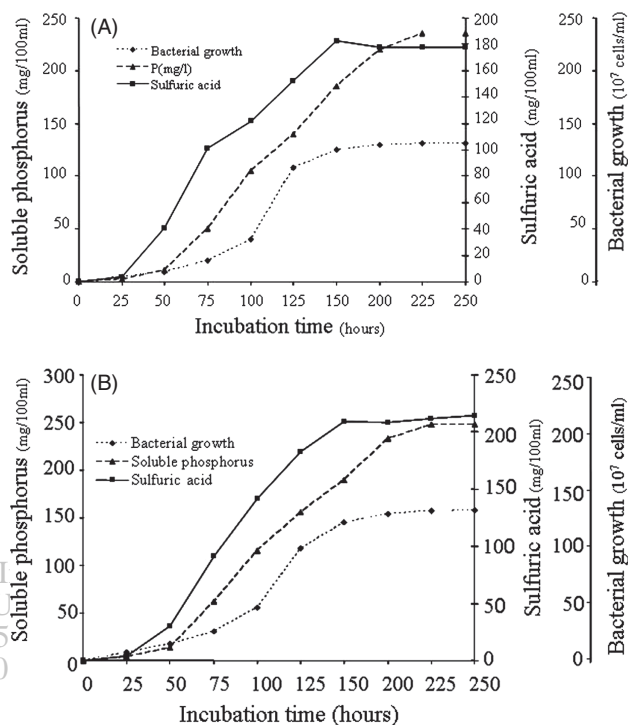 (A)
Bacterial growth
P(mg/l)
Sulfuric acid
Soluble phosphorus (mg/100ml)
250
200
150
100
50
0
200
180
160
140
120
100
80
60
40
20
0
Sulfuric acid (mg/100ml)
250
200
150
100
50
0
Bacterial growth (10⁷ cells/ml)
0 25 50 75 100 125 150 200 225 250
Incubation time (hours)
(B)
Bacterial growth
Soluble phosphorus
Sulfuric acid
Soluble phosphorus (mg/100ml)
300
250
200
150
100
50
0
250
200
150
100
50
0
Sulfuric acid (mg/100ml)
250
200
150
100
50
0
Bacterial growth (10⁷ cells/ml)
0 25 50 75 100 125 150 200 225 250
Incubation time (hours)